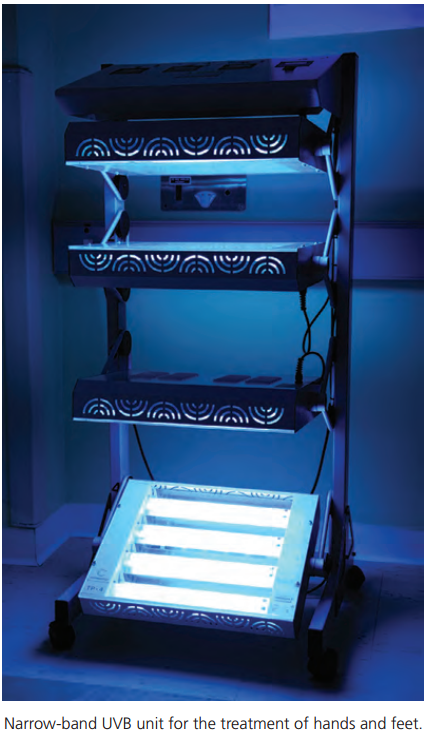 Narrow-band UVB unit for the treatment of hands and feet.